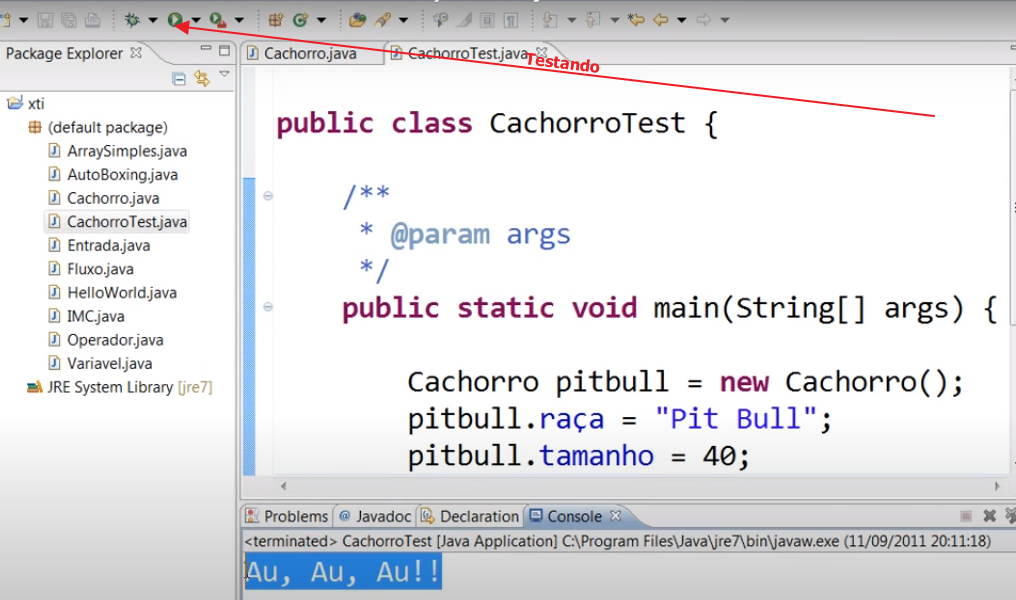 Package Explorer
xti
(default package)
ArraySimples.java
AutoBoxing.java
Cachorro.java
CachorroTest.java
Entrada.java
Fluxo.java
HelloWorld.java
IMC.java
Operador.java
Variavel.java
JRE System Library [jre7]
Cachorro.java
CachorroTest.java
Testando
public class CachorroTest {
/**
* @param args
*/
public static void main(String[] args) {
Cachorro pitbull = new Cachorro();
pitbull.raça = "Pit Bull";
pitbull.tamanho = 40;
Problems @ Javadoc Declaration Console
<terminated> CachorroTest [Java Application] C:\Program Files\Java\jre7\bin\javaw.exe (11/09/2011 20:11:18)
Au, Au, Au!!